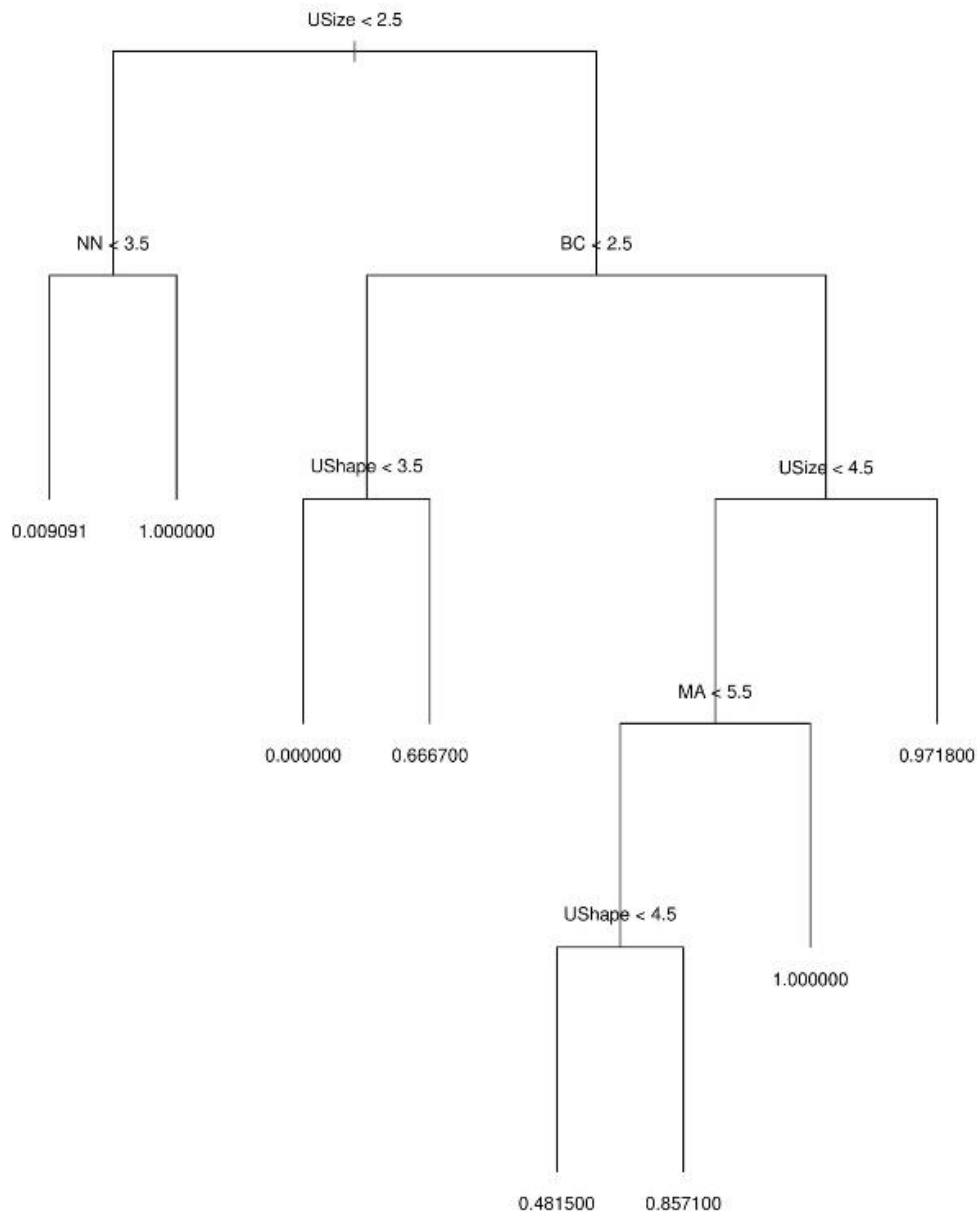 USize < 2.5
NN < 3.5
BC < 2.5
UShape < 3.5
USize < 4.5
0.009091
1.000000
MA < 5.5
0.000000
0.666700
0.971800
UShape < 4.5
1.000000
0.481500
0.857100